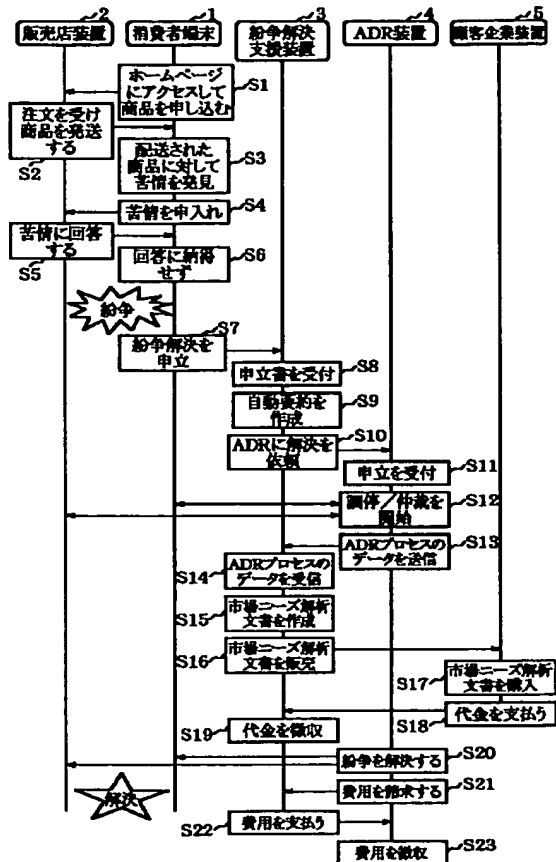 2
1
3
4
5
販売店装置
消費者端末
紛争解決
支援装置
ADR装置
顧客企業装置
ホームページ
にアクセスして
商品を申し込む
S1
注文を受け
商品を発送
する
S2
配送された
商品に対して
苦情を発見
S3
苦情を申入れ
S4
苦情に回答
する
S5
回答に納得
せず
S6
紛争
紛争解決を
申立
S7
申立書を受付
S8
自動要約を
作成
S9
ADRに解決を
依頼
S10
申立を受付
S11
調停/仲裁を
開始
S12
ADRプロセスの
データを送信
S13
ADRプロセスの
データを受信
S14
市場ニーズ解析
文書を作成
S15
市場ニーズ解析
文書を販売
S16
市場ニーズ解析
文書を購入
S17
代金を支払う
S18
代金を徴収
S19
紛争を解決する
S20
費用を請求する
S21
解決
費用を支払う
S22
費用を徴収
S23